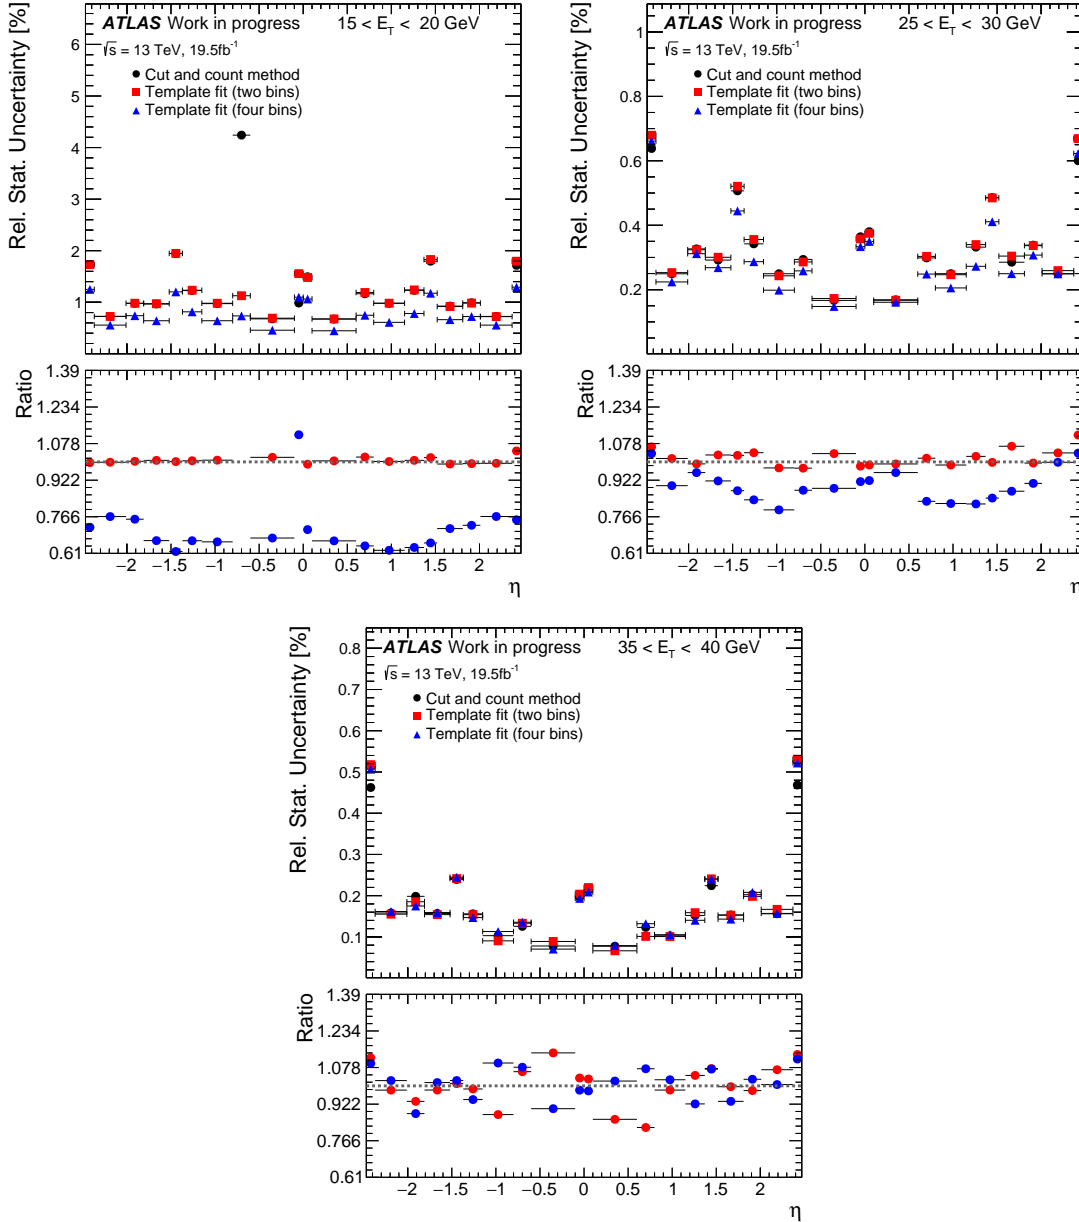 ATLAS Work in progress 15 < E_T < 20 GeV
√s = 13 TeV, 19.5fb⁻¹
Cut and count method
Template fit (two bins)
Template fit (four bins)
Rel. Stat. Uncertainty [%]
6
5
4
3
2
1
Ratio
1.39
1.234
1.078
0.922
0.766
0.61
−2 −1.5 −1 −0.5 0 0.5 1 1.5 2
η
ATLAS Work in progress 25 < E_T < 30 GeV
√s = 13 TeV, 19.5fb⁻¹
Cut and count method
Template fit (two bins)
Template fit (four bins)
Rel. Stat. Uncertainty [%]
1
0.8
0.6
0.4
0.2
Ratio
1.39
1.234
1.078
0.922
0.766
0.61
−2 −1.5 −1 −0.5 0 0.5 1 1.5 2
η
ATLAS Work in progress 35 < E_T < 40 GeV
√s = 13 TeV, 19.5fb⁻¹
Cut and count method
Template fit (two bins)
Template fit (four bins)
Rel. Stat. Uncertainty [%]
0.8
0.7
0.6
0.5
0.4
0.3
0.2
0.1
Ratio
1.39
1.234
1.078
0.922
0.766
0.61
−2 −1.5 −1 −0.5 0 0.5 1 1.5 2
η